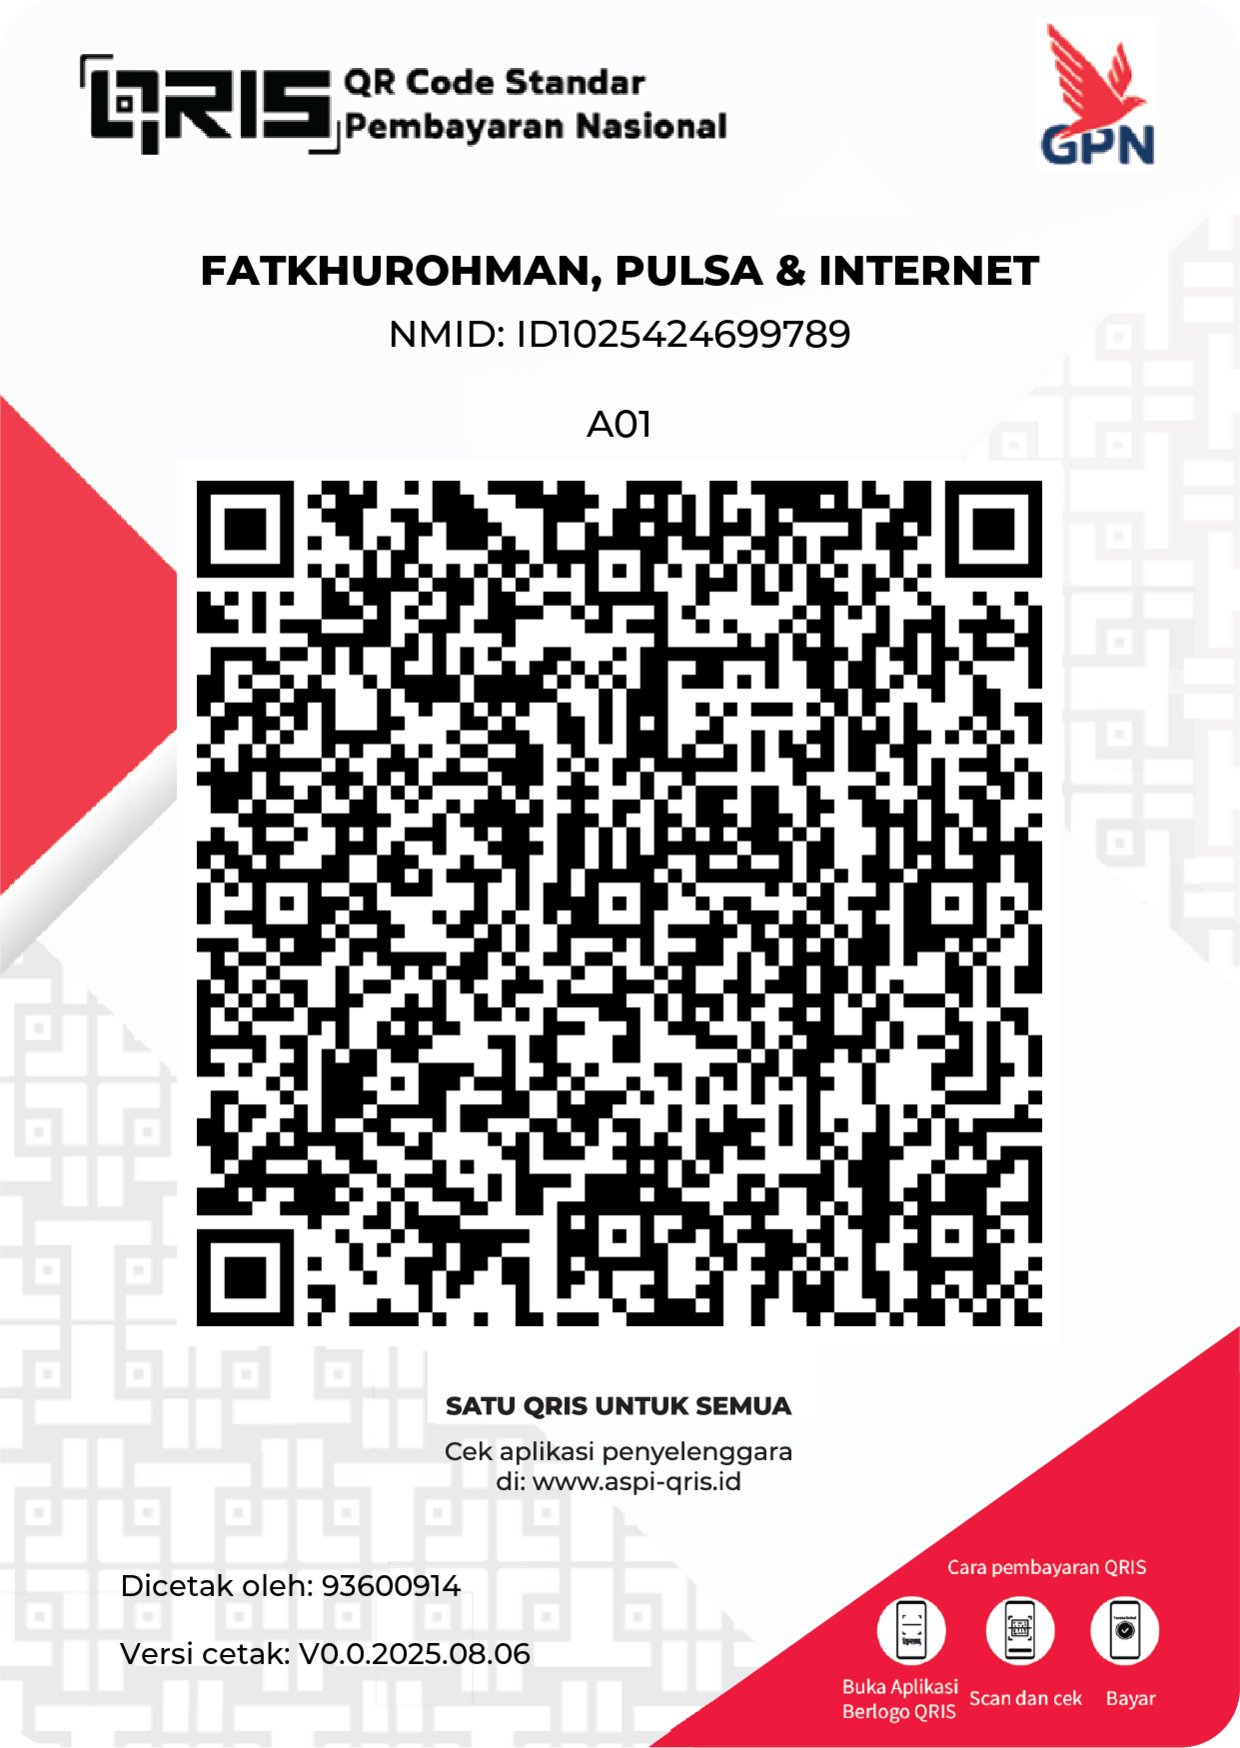 QRIS
QR Code Standar
Pembayaran Nasional
GPN
FATKHUROHMAN, PULSA & INTERNET
NMID: ID1025424699789
A01
SATU QRIS UNTUK SEMUA
Cek aplikasi penyelenggara
di: www.aspi-qris.id
Dicetak oleh: 93600914
Versi cetak: V0.0.2025.08.06
Cara pembayaran QRIS
Buka Aplikasi
Berlogo QRIS
Scan dan cek
Bayar